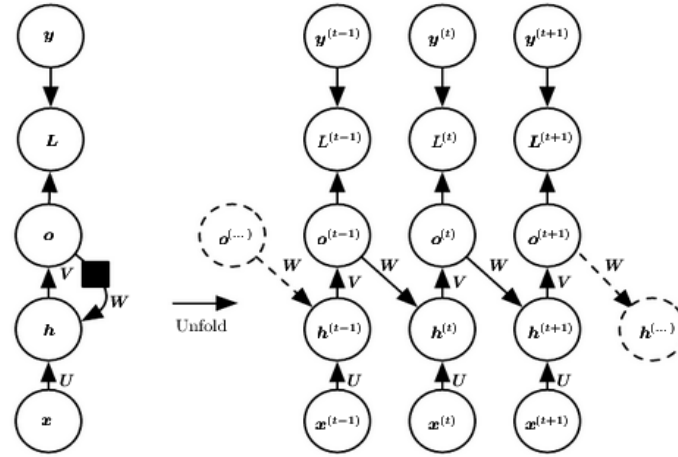 y y^(t−1) y^(t) y^(t+1)
L L^(t−1) L^(t) L^(t+1)
o o^(...) o^(t−1) o^(t) o^(t+1)
W W W W
V V V V
W
h h^(t−1) h^(t) h^(t+1) h^(...)
Unfold
U U U U
x x^(t−1) x^(t) x^(t+1)